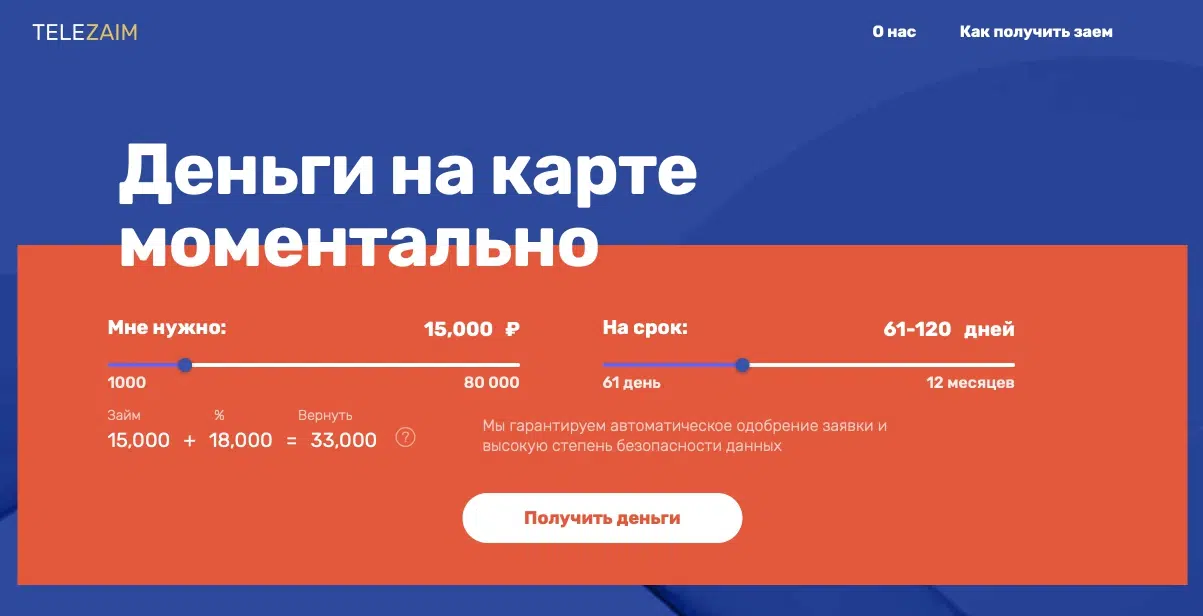 TELEZAIM
О нас
Как получить заем
Деньги на карте
моментально
Мне нужно: 15,000 ₽
На срок: 61-120 дней
1000 80 000
61 день 12 месяцев
Займ % Вернуть
15,000 + 18,000 = 33,000 ?
Мы гарантируем автоматическое одобрение заявки и
высокую степень безопасности данных
Получить деньги